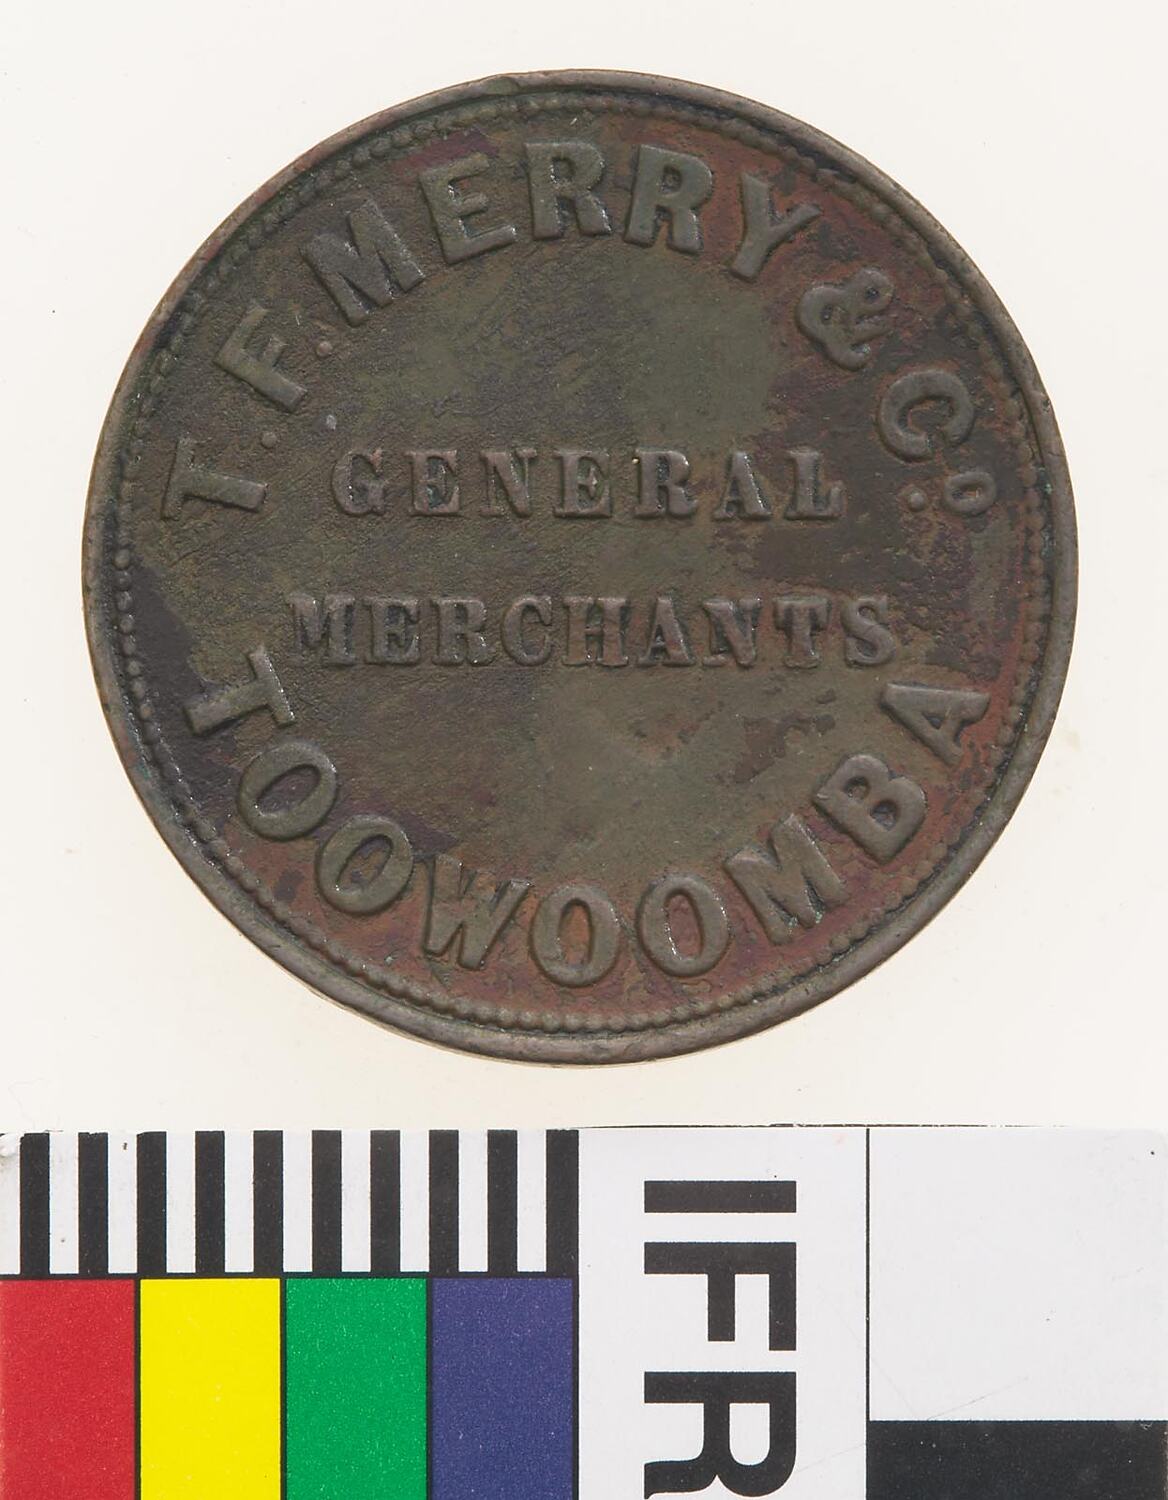 T. F. MERRY & Co.
GENERAL
MERCHANTS
TOOWOOMBA
IFR